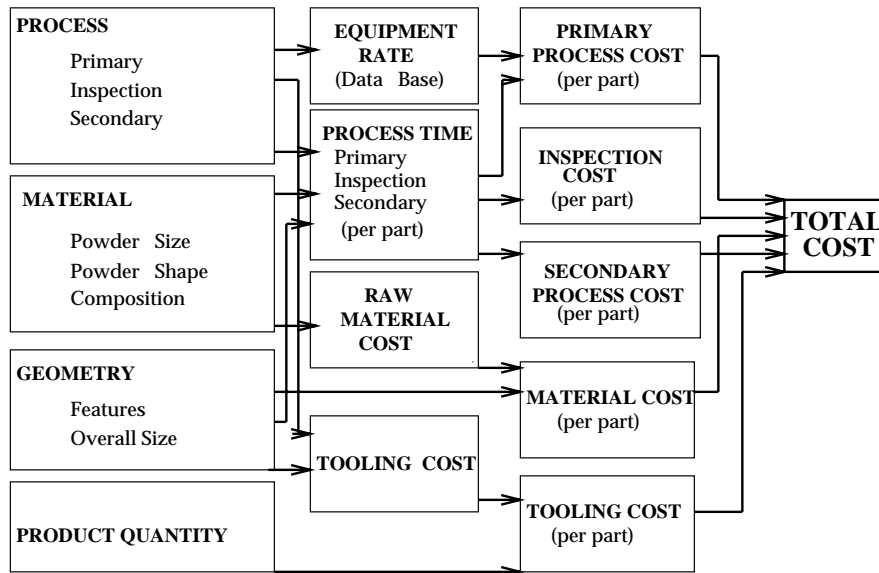 PROCESS
Primary
Inspection
Secondary
MATERIAL
Powder Size
Powder Shape
Composition
GEOMETRY
Features
Overall Size
PRODUCT QUANTITY
EQUIPMENT
RATE
(Data Base)
PROCESS TIME
Primary
Inspection
Secondary
(per part)
RAW
MATERIAL
COST
TOOLING COST
PRIMARY
PROCESS COST
(per part)
INSPECTION
COST
(per part)
SECONDARY
PROCESS COST
(per part)
MATERIAL COST
(per part)
TOOLING COST
(per part)
TOTAL
COST